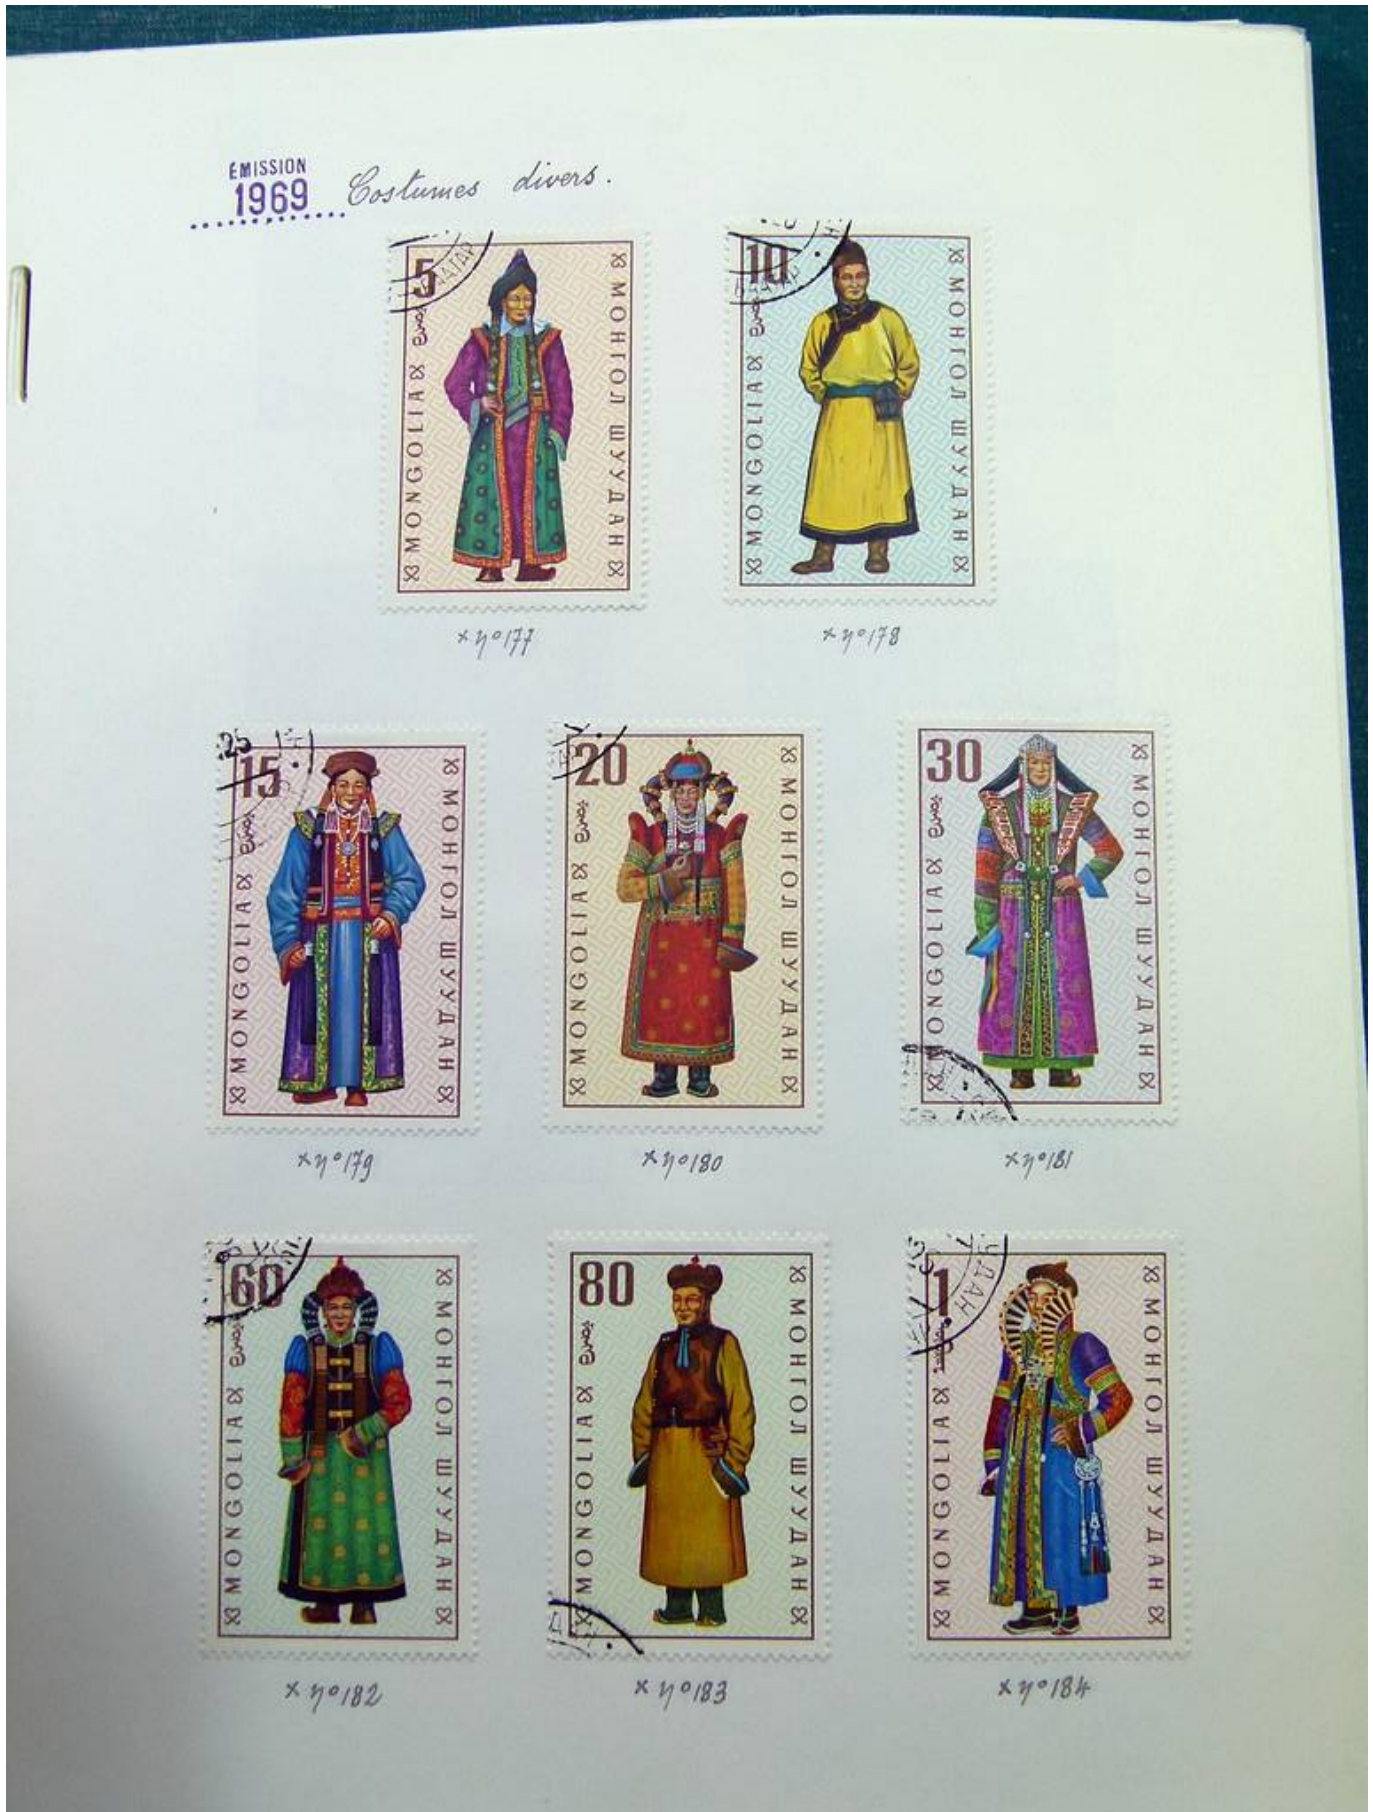 ÉMISSION
1969 Costumes divers.
5
MONGOLIA
МОНГОЛ ШУУДАН
10
MONGOLIA
МОНГОЛ ШУУДАН
x n°177
x n°178
15
MONGOLIA
МОНГОЛ ШУУДАН
20
MONGOLIA
МОНГОЛ ШУУДАН
30
MONGOLIA
МОНГОЛ ШУУДАН
x n°179
x n°180
x n°181
60
MONGOLIA
МОНГОЛ ШУУДАН
80
MONGOLIA
МОНГОЛ ШУУДАН
1
MONGOLIA
МОНГОЛ ШУУДАН
x n°182
x n°183
x n°184